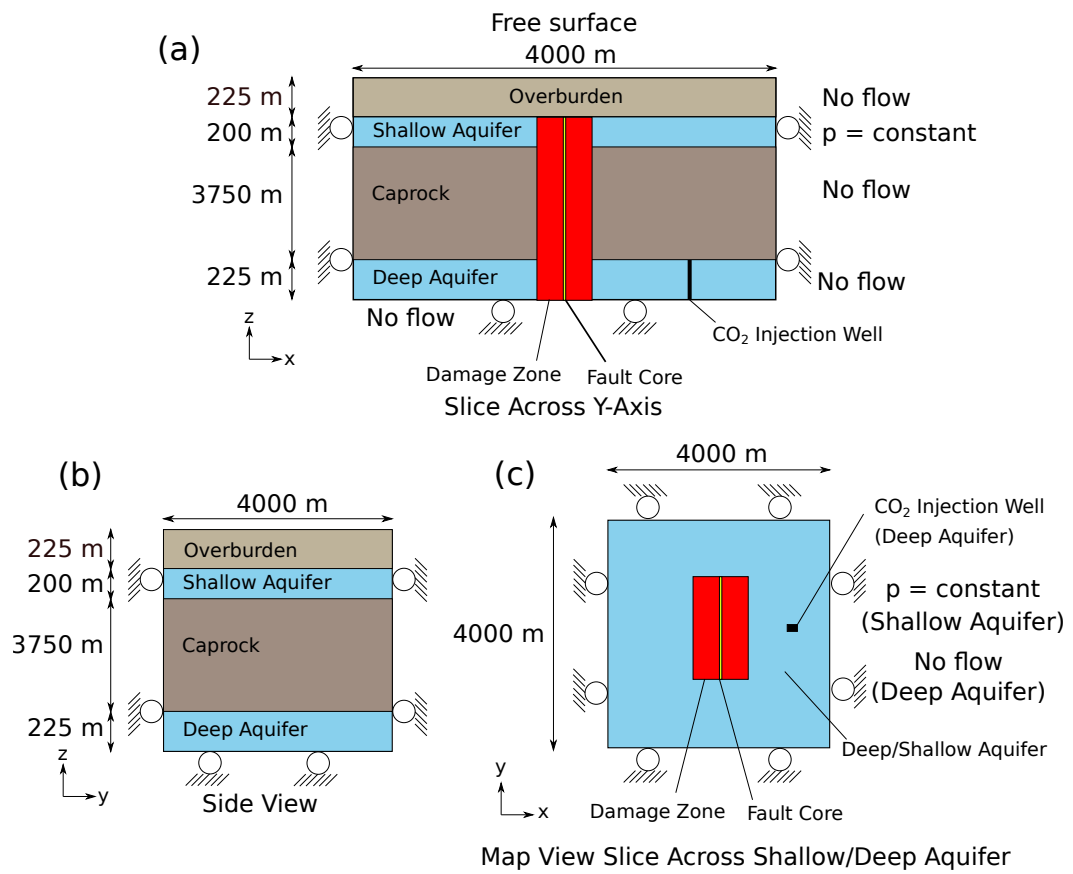 Free surface
(a)
4000 m
225 m
Overburden
No flow
200 m
Shallow Aquifer
p = constant
3750 m
Caprock
No flow
225 m
Deep Aquifer
No flow
No flow
z
x
CO₂ Injection Well
Damage Zone
Fault Core
Slice Across Y-Axis
(b)
4000 m
225 m
Overburden
200 m
Shallow Aquifer
3750 m
Caprock
225 m
Deep Aquifer
z
y
Side View
(c)
4000 m
CO₂ Injection Well
(Deep Aquifer)
p = constant
(Shallow Aquifer)
4000 m
No flow
(Deep Aquifer)
Deep/Shallow Aquifer
y
x
Damage Zone
Fault Core
Map View Slice Across Shallow/Deep Aquifer